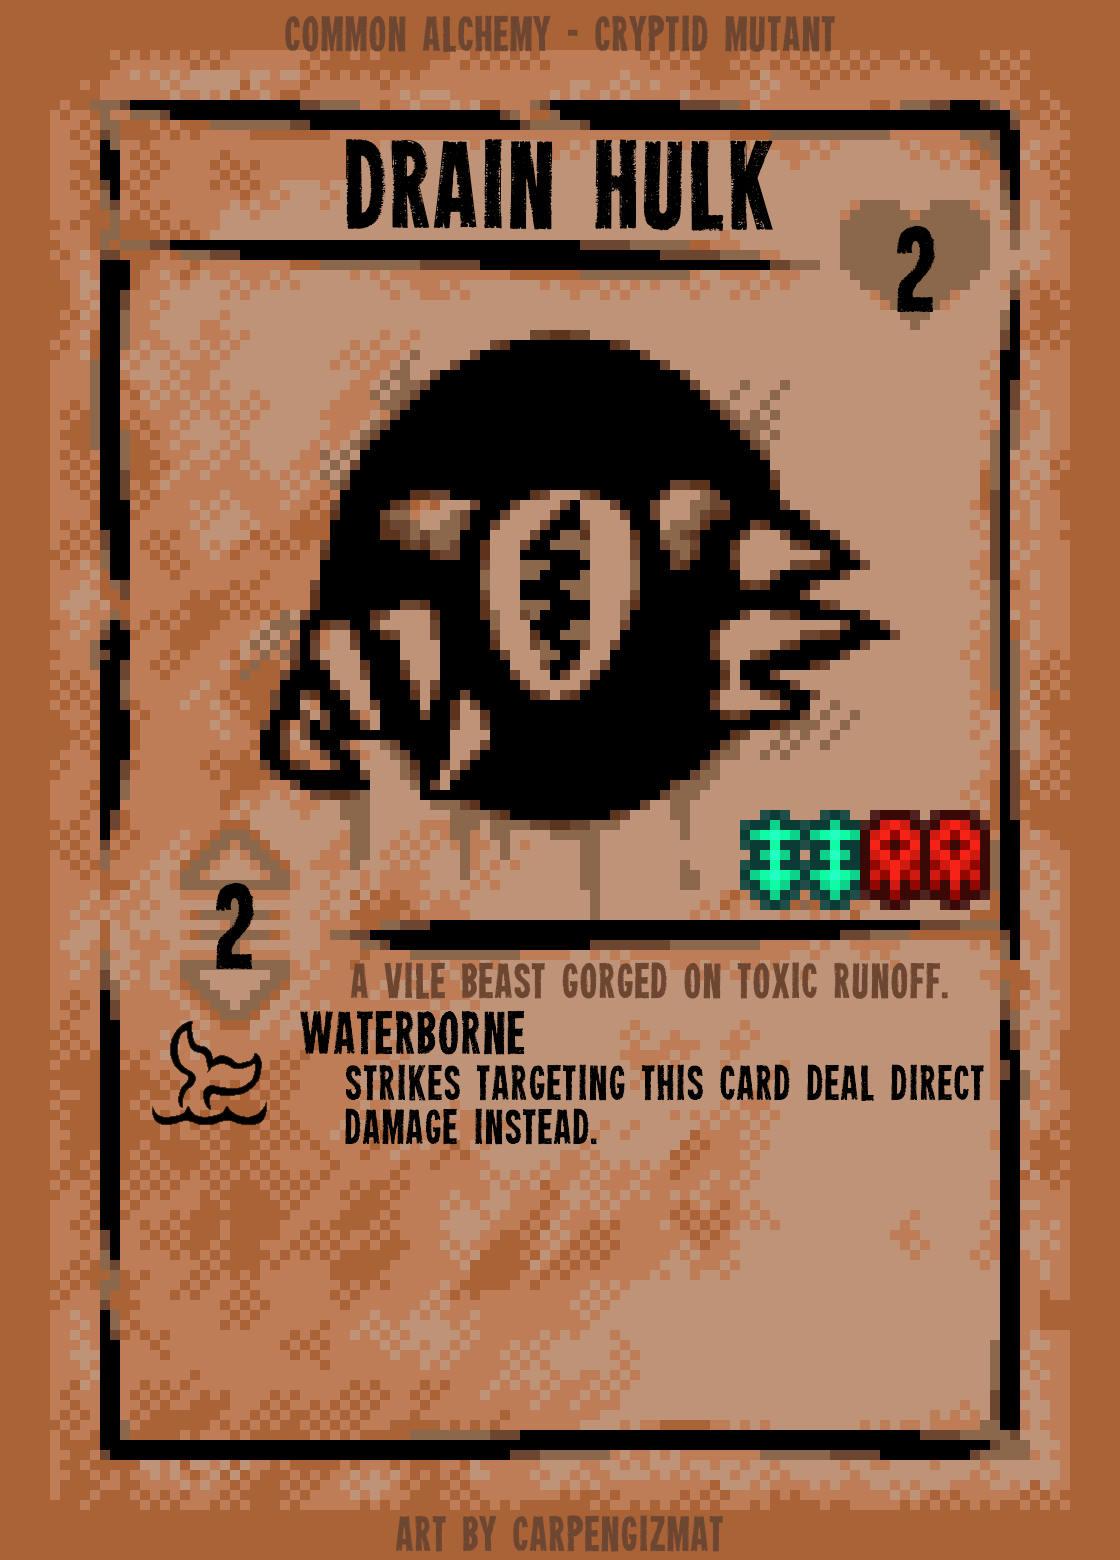 COMMON ALCHEMY - CRYPTID MUTANT
DRAIN HULK
2
2
A VILE BEAST GORGED ON TOXIC RUNOFF.
WATERBORNE
STRIKES TARGETING THIS CARD DEAL DIRECT
DAMAGE INSTEAD.
ART BY CARPENGIZMAT